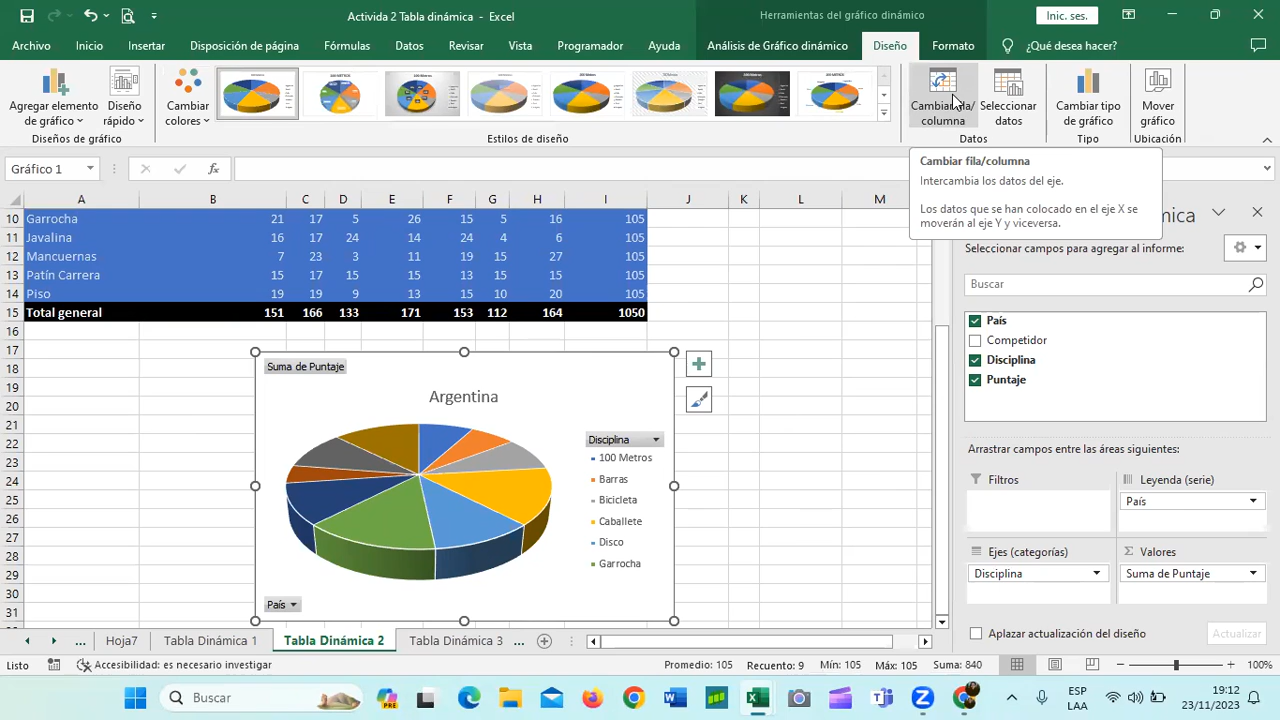 Activida 2 Tabla dinámica - Excel
Herramientas del gráfico dinámico
Inic. ses.
Archivo Inicio Insertar Disposición de página Fórmulas Datos Revisar Vista Programador Ayuda Análisis de Gráfico dinámico Diseño Formato ¿Qué desea hacer?
Agregar elemento
de gráfico
Diseño
rápido
Cambiar
colores
Cambiar fila/
columna
Seleccionar
datos
Cambiar tipo
de gráfico
Mover
gráfico
Diseños de gráfico Estilos de diseño Datos Tipo Ubicación
Gráfico 1 fx
Cambiar fila/columna
Intercambia los datos del eje.
Los datos que se han colocado en el eje X se
moverán al eje Y y viceversa.
A B C D E F G H I J K L M
10 Garrocha 21 17 5 26 15 5 16 105
11 Javalina 16 17 24 14 24 4 6 105
12 Mancuernas 7 23 3 11 19 15 27 105
13 Patín Carrera 15 17 15 15 13 15 15 105
14 Piso 19 19 9 13 15 10 20 105
15 Total general 151 166 133 171 153 112 164 1050
16
17
18
19
20
21
22
23
24
25
26
27
28
29
30
31
Suma de Puntaje
Argentina
Disciplina
100 Metros
Barras
Bicicleta
Caballete
Disco
Garrocha
País
Seleccionar campos para agregar al informe:
Buscar
País
Competidor
Disciplina
Puntaje
Arrastrar campos entre las áreas siguientes:
Filtros
Leyenda (serie)
País
Ejes (categorías)
Disciplina
Σ Valores
Suma de Puntaje
Aplazar actualización del diseño Actualizar
... Hoja7 Tabla Dinámica 1 Tabla Dinámica 2 Tabla Dinámica 3 ...
Listo Accesibilidad: es necesario investigar Promedio: 105 Recuento: 9 Mín: 105 Máx: 105 Suma: 840 100%
Buscar
PRE
ESP
LAA
19:12
23/11/2023